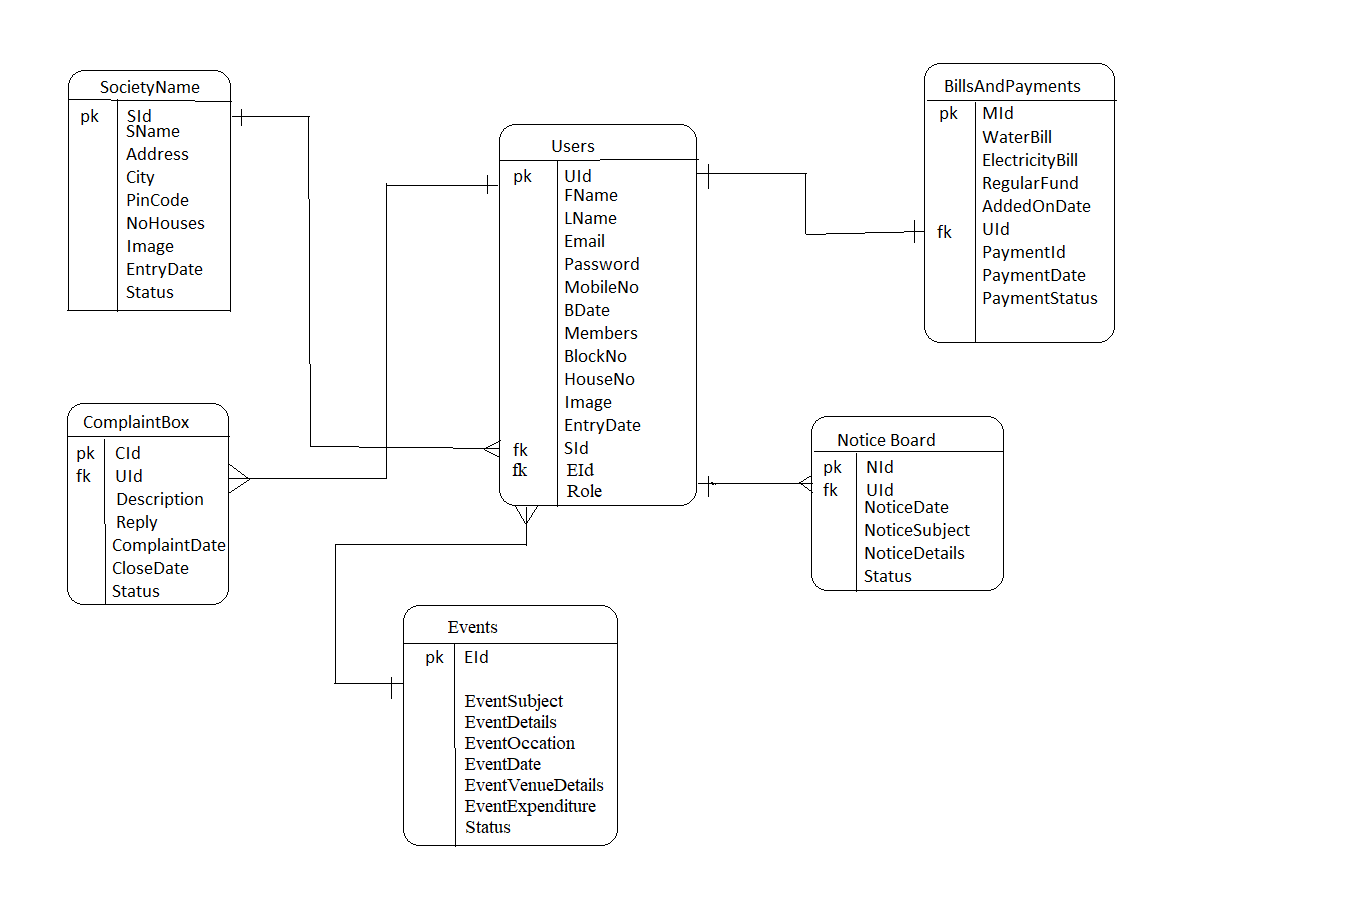 SocietyName
pk SId
SName
Address
City
PinCode
NoHouses
Image
EntryDate
Status
Users
pk UId
FName
LName
Email
Password
MobileNo
BDate
Members
BlockNo
HouseNo
Image
EntryDate
fk SId
fk EId
Role
BillsAndPayments
pk MId
WaterBill
ElectricityBill
RegularFund
AddedOnDate
fk UId
PaymentId
PaymentDate
PaymentStatus
ComplaintBox
pk CId
fk UId
Description
Reply
ComplaintDate
CloseDate
Status
Notice Board
pk NId
fk UId
NoticeDate
NoticeSubject
NoticeDetails
Status
Events
pk EId
EventSubject
EventDetails
EventOccation
EventDate
EventVenueDetails
EventExpenditure
Status